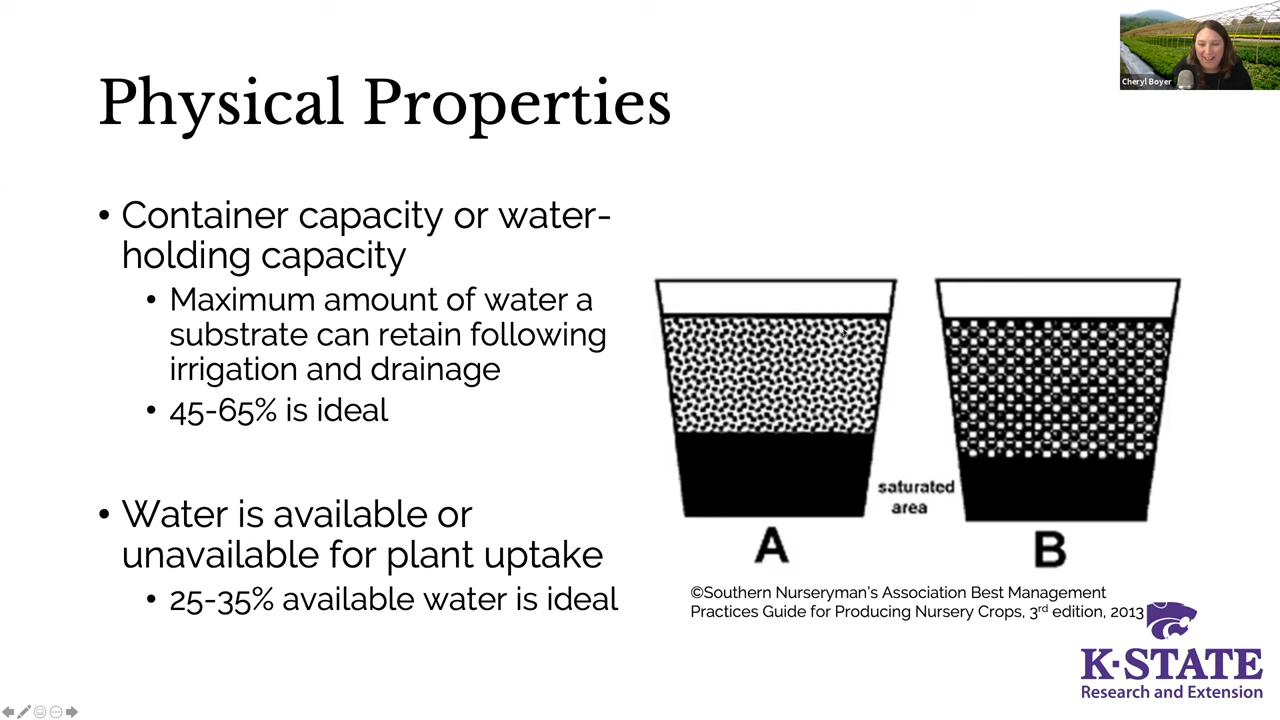 Cheryl Boyer
Physical Properties
• Container capacity or water-
holding capacity
• Maximum amount of water a
substrate can retain following
irrigation and drainage
• 45-65% is ideal
• Water is available or
unavailable for plant uptake
• 25-35% available water is ideal
saturated
area
A
B
©Southern Nurseryman's Association Best Management
Practices Guide for Producing Nursery Crops, 3rd edition, 2013
K-STATE
Research and Extension